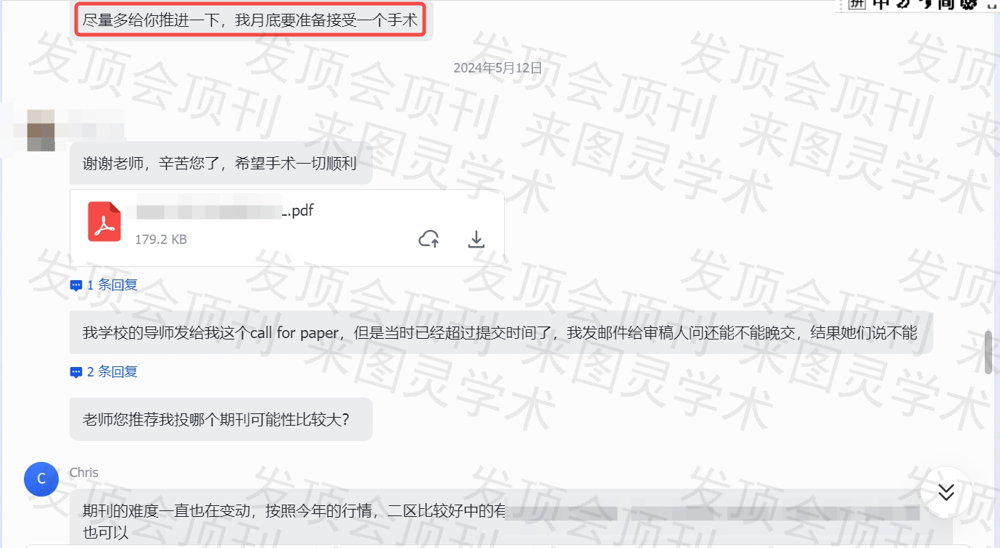 拼 中 简
尽量多给你推进一下，我月底要准备接受一个手术
2024年5月12日
谢谢老师，辛苦您了，希望手术一切顺利
.pdf
179.2 KB
1 条回复
我学校的导师发给我这个call for paper，但是当时已经超过提交时间了，我发邮件给审稿人问还能不能晚交，结果她们说不能
2 条回复
老师您推荐我投哪个期刊可能性比较大？
C
Chris
期刊的难度一直也在变动，按照今年的行情，二区比较好中的有
也可以
发顶会顶刊
来图灵学术